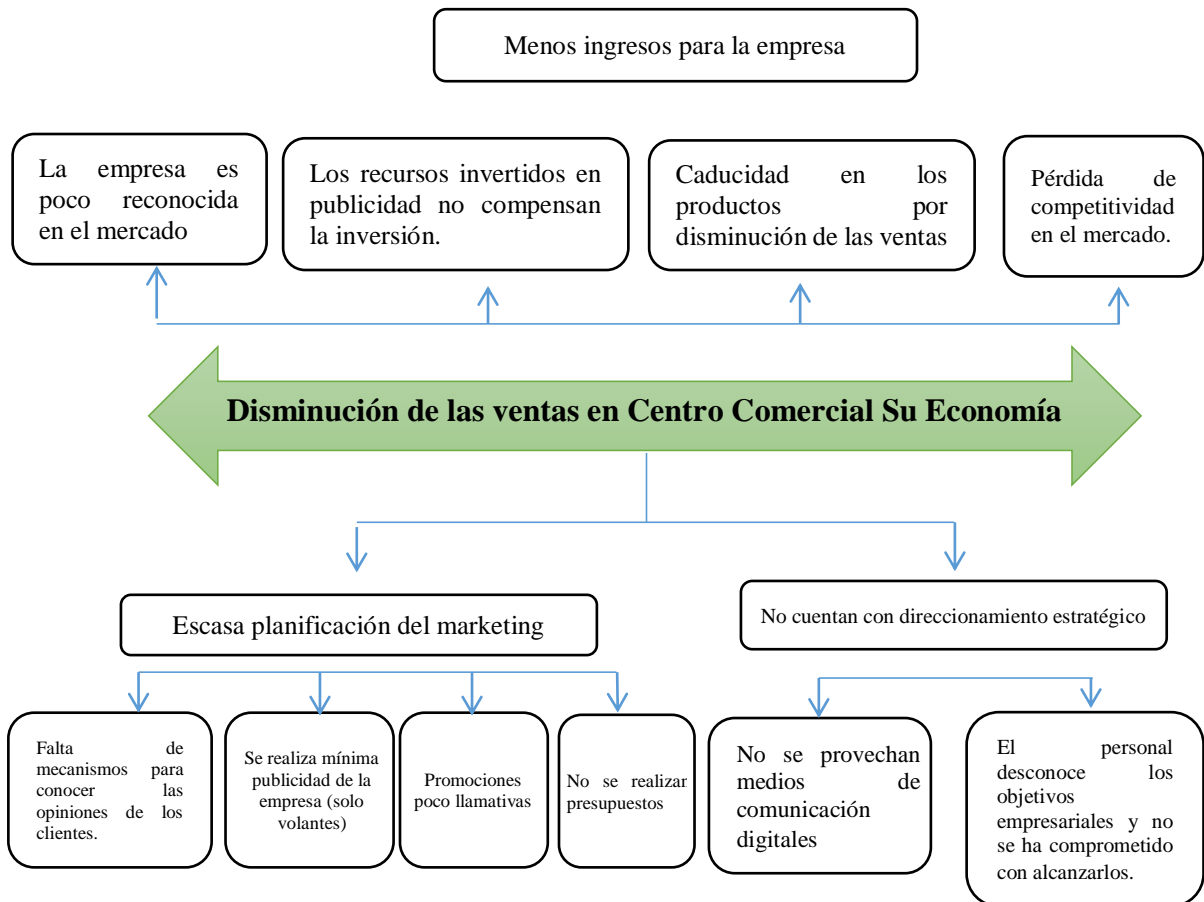 Menos ingresos para la empresa
La empresa es
poco reconocida
en el mercado
Los recursos invertidos en
publicidad no compensan
la inversión.
Caducidad en los
productos por
disminución de las ventas
Pérdida de
competitividad
en el mercado.
Disminución de las ventas en Centro Comercial Su Economía
Escasa planificación del marketing
No cuentan con direccionamiento estratégico
Falta de
mecanismos para
conocer las
opiniones de los
clientes.
Se realiza mínima
publicidad de la
empresa (solo
volantes)
Promociones
poco llamativas
No se realizan
presupuestos
No se provechan
medios de
comunicación
digitales
El personal
desconoce los
objetivos
empresariales y no
se ha comprometido
con alcanzarlos.